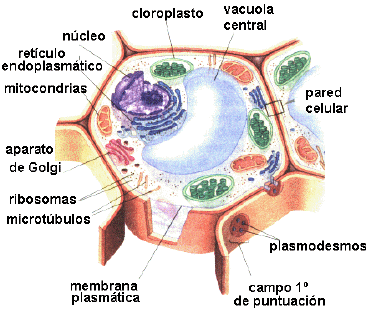 cloroplasto
vacuola
central
núcleo
retículo
endoplasmático
mitocondrias
pared
celular
aparato
de Golgi
ribosomas
microtúbulos
plasmodesmos
membrana
plasmática
campo 1º
de puntuación